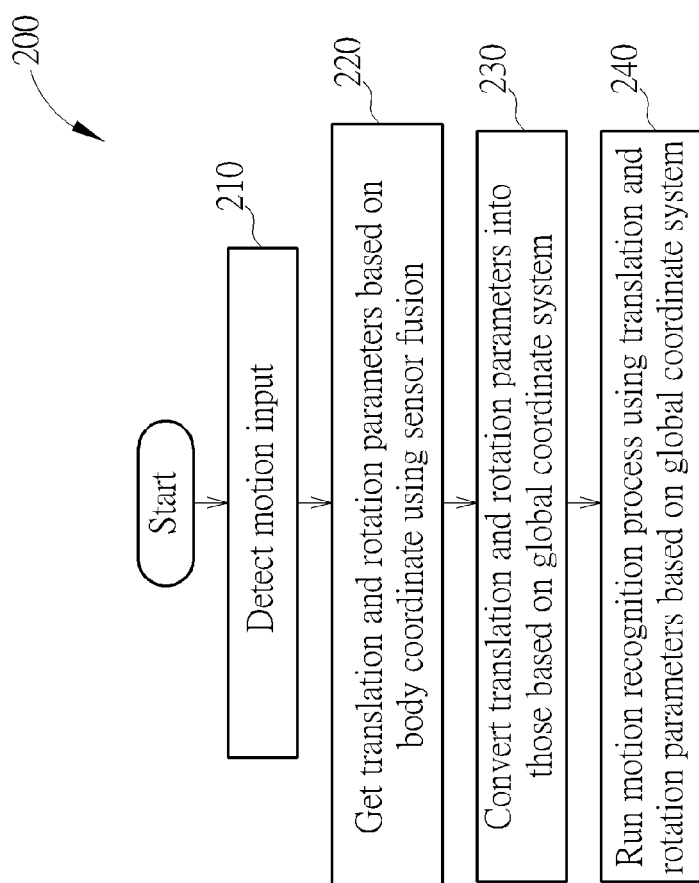 200
Start
210
Detect motion input
220
Get translation and rotation parameters based on
body coordinate using sensor fusion
230
Convert translation and rotation parameters into
those based on global coordinate system
240
Run motion recognition process using translation and
rotation parameters based on global coordinate system